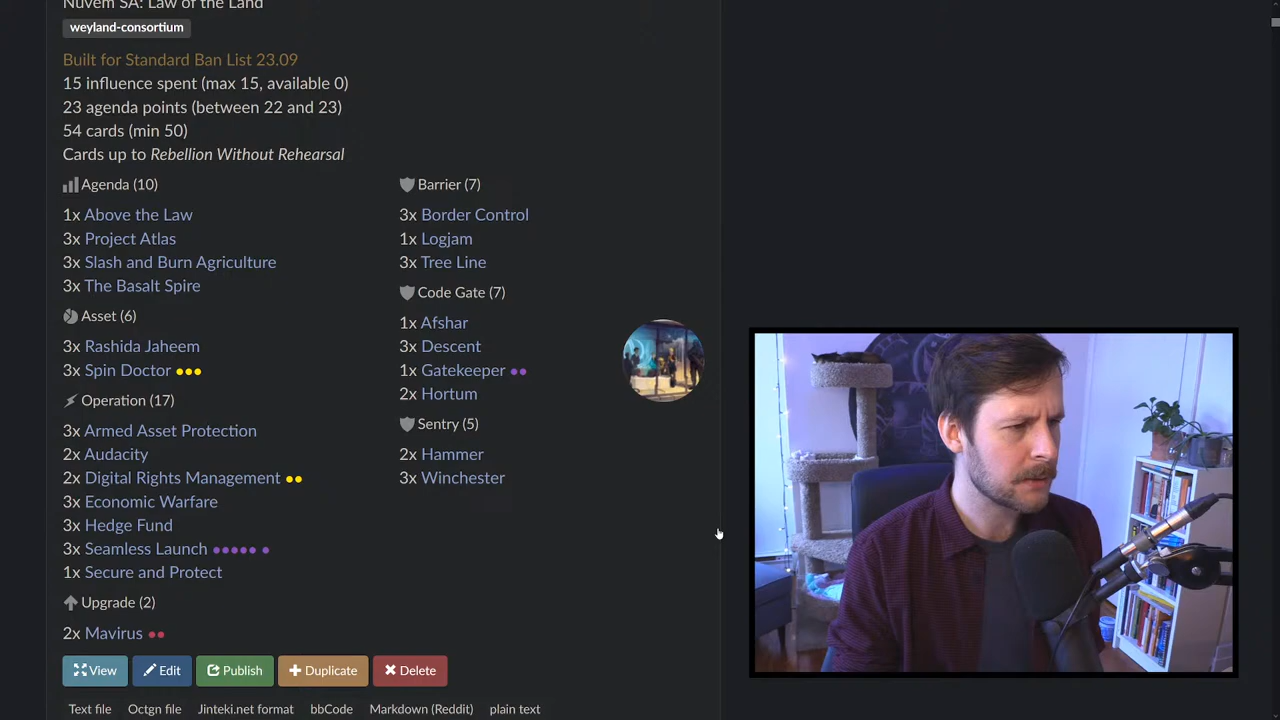 Nuvem SA: Law of the Land
weyland-consortium
Built for Standard Ban List 23.09
15 influence spent (max 15, available 0)
23 agenda points (between 22 and 23)
54 cards (min 50)
Cards up to Rebellion Without Rehearsal
Agenda (10)
1x Above the Law
3x Project Atlas
3x Slash and Burn Agriculture
3x The Basalt Spire
Asset (6)
3x Rashida Jaheem
3x Spin Doctor
Operation (17)
3x Armed Asset Protection
2x Audacity
2x Digital Rights Management
3x Economic Warfare
3x Hedge Fund
3x Seamless Launch
1x Secure and Protect
Upgrade (2)
2x Mavirus
Barrier (7)
3x Border Control
1x Logjam
3x Tree Line
Code Gate (7)
1x Afshar
3x Descent
1x Gatekeeper
2x Hortum
Sentry (5)
2x Hammer
3x Winchester
View Edit Publish Duplicate Delete
Text file Octgn file Jinteki.net format bbCode Markdown (Reddit) plain text